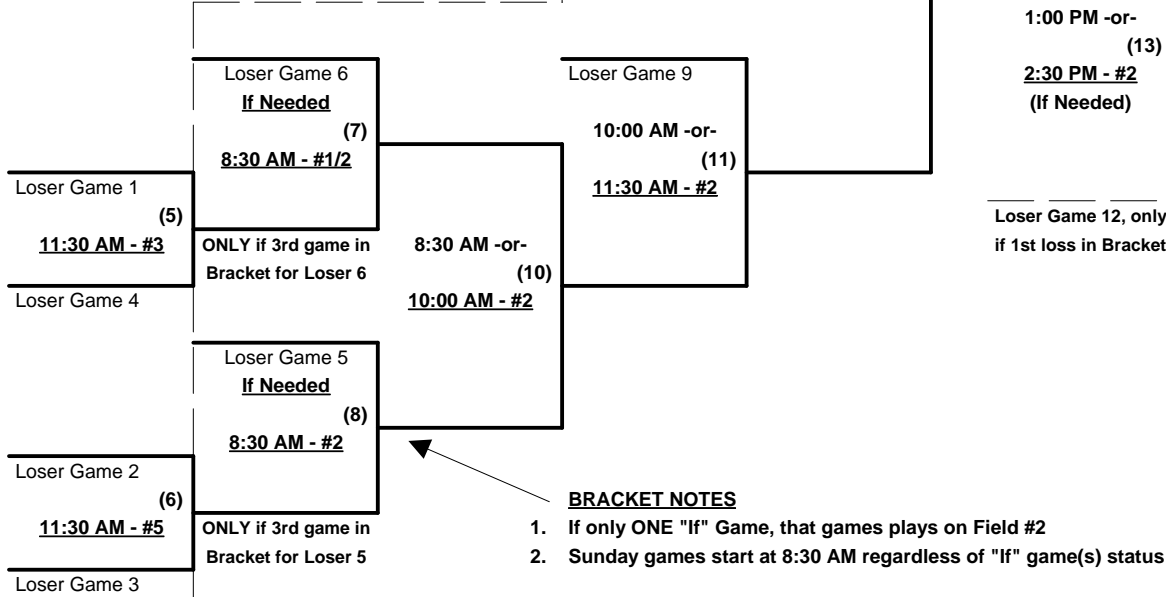 1:00 PM -or-
(13)
2:30 PM - #2
(If Needed)
Loser Game 6
If Needed
(7)
8:30 AM - #1/2
Loser Game 9
10:00 AM -or-
(11)
11:30 AM - #2
Loser Game 1
(5)
11:30 AM - #3
ONLY if 3rd game in
Bracket for Loser 6
Loser Game 4
8:30 AM -or-
(10)
10:00 AM - #2
Loser Game 12, only
if 1st loss in Bracket
Loser Game 5
If Needed
(8)
8:30 AM - #2
Loser Game 2
(6)
11:30 AM - #5
ONLY if 3rd game in
Bracket for Loser 5
Loser Game 3
BRACKET NOTES
1. If only ONE "If" Game, that games plays on Field #2
2. Sunday games start at 8:30 AM regardless of "If" game(s) status